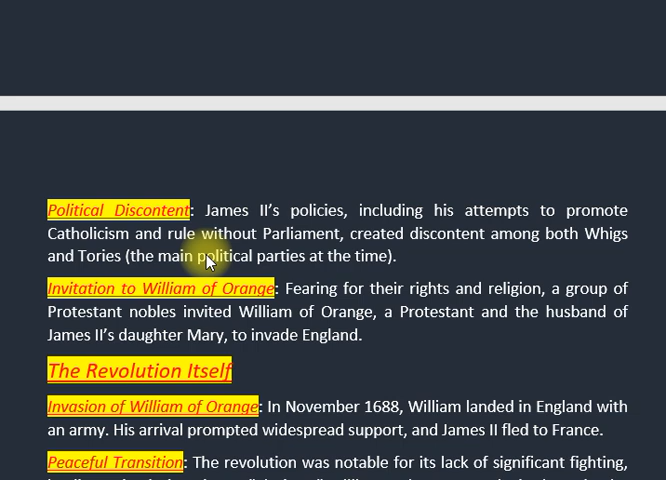 Political Discontent: James II’s policies, including his attempts to promote
Catholicism and rule without Parliament, created discontent among both Whigs
and Tories (the main political parties at the time).
Invitation to William of Orange: Fearing for their rights and religion, a group of
Protestant nobles invited William of Orange, a Protestant and the husband of
James II’s daughter Mary, to invade England.
The Revolution Itself
Invasion of William of Orange: In November 1688, William landed in England with
an army. His arrival prompted widespread support, and James II fled to France.
Peaceful Transition: The revolution was notable for its lack of significant fighting,